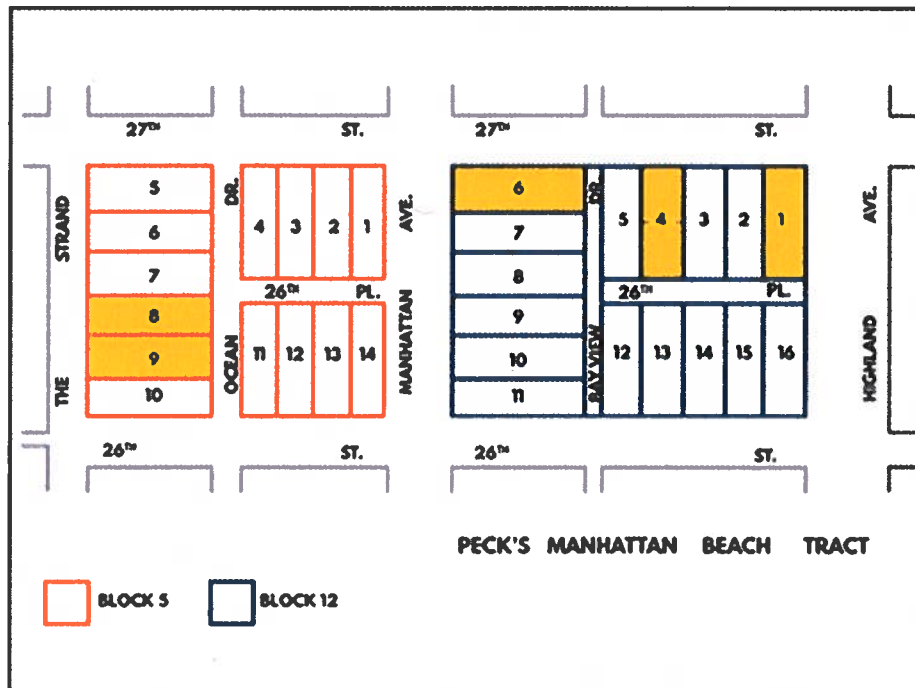 27TH ST. 27TH ST.
THE STRAND
5
6
7
8
9
10
OCEAN DR.
4 3 2 1
26TH PL.
11 12 13 14
MANHATTAN AVE.
6
7
8
9
10
11
BAY VIEW DR.
5 4 3 2 1
26TH PL.
12 13 14 15 16
HIGHLAND AVE.
26TH ST. 26TH ST.
PECK'S MANHATTAN BEACH TRACT
BLOCK 5 BLOCK 12